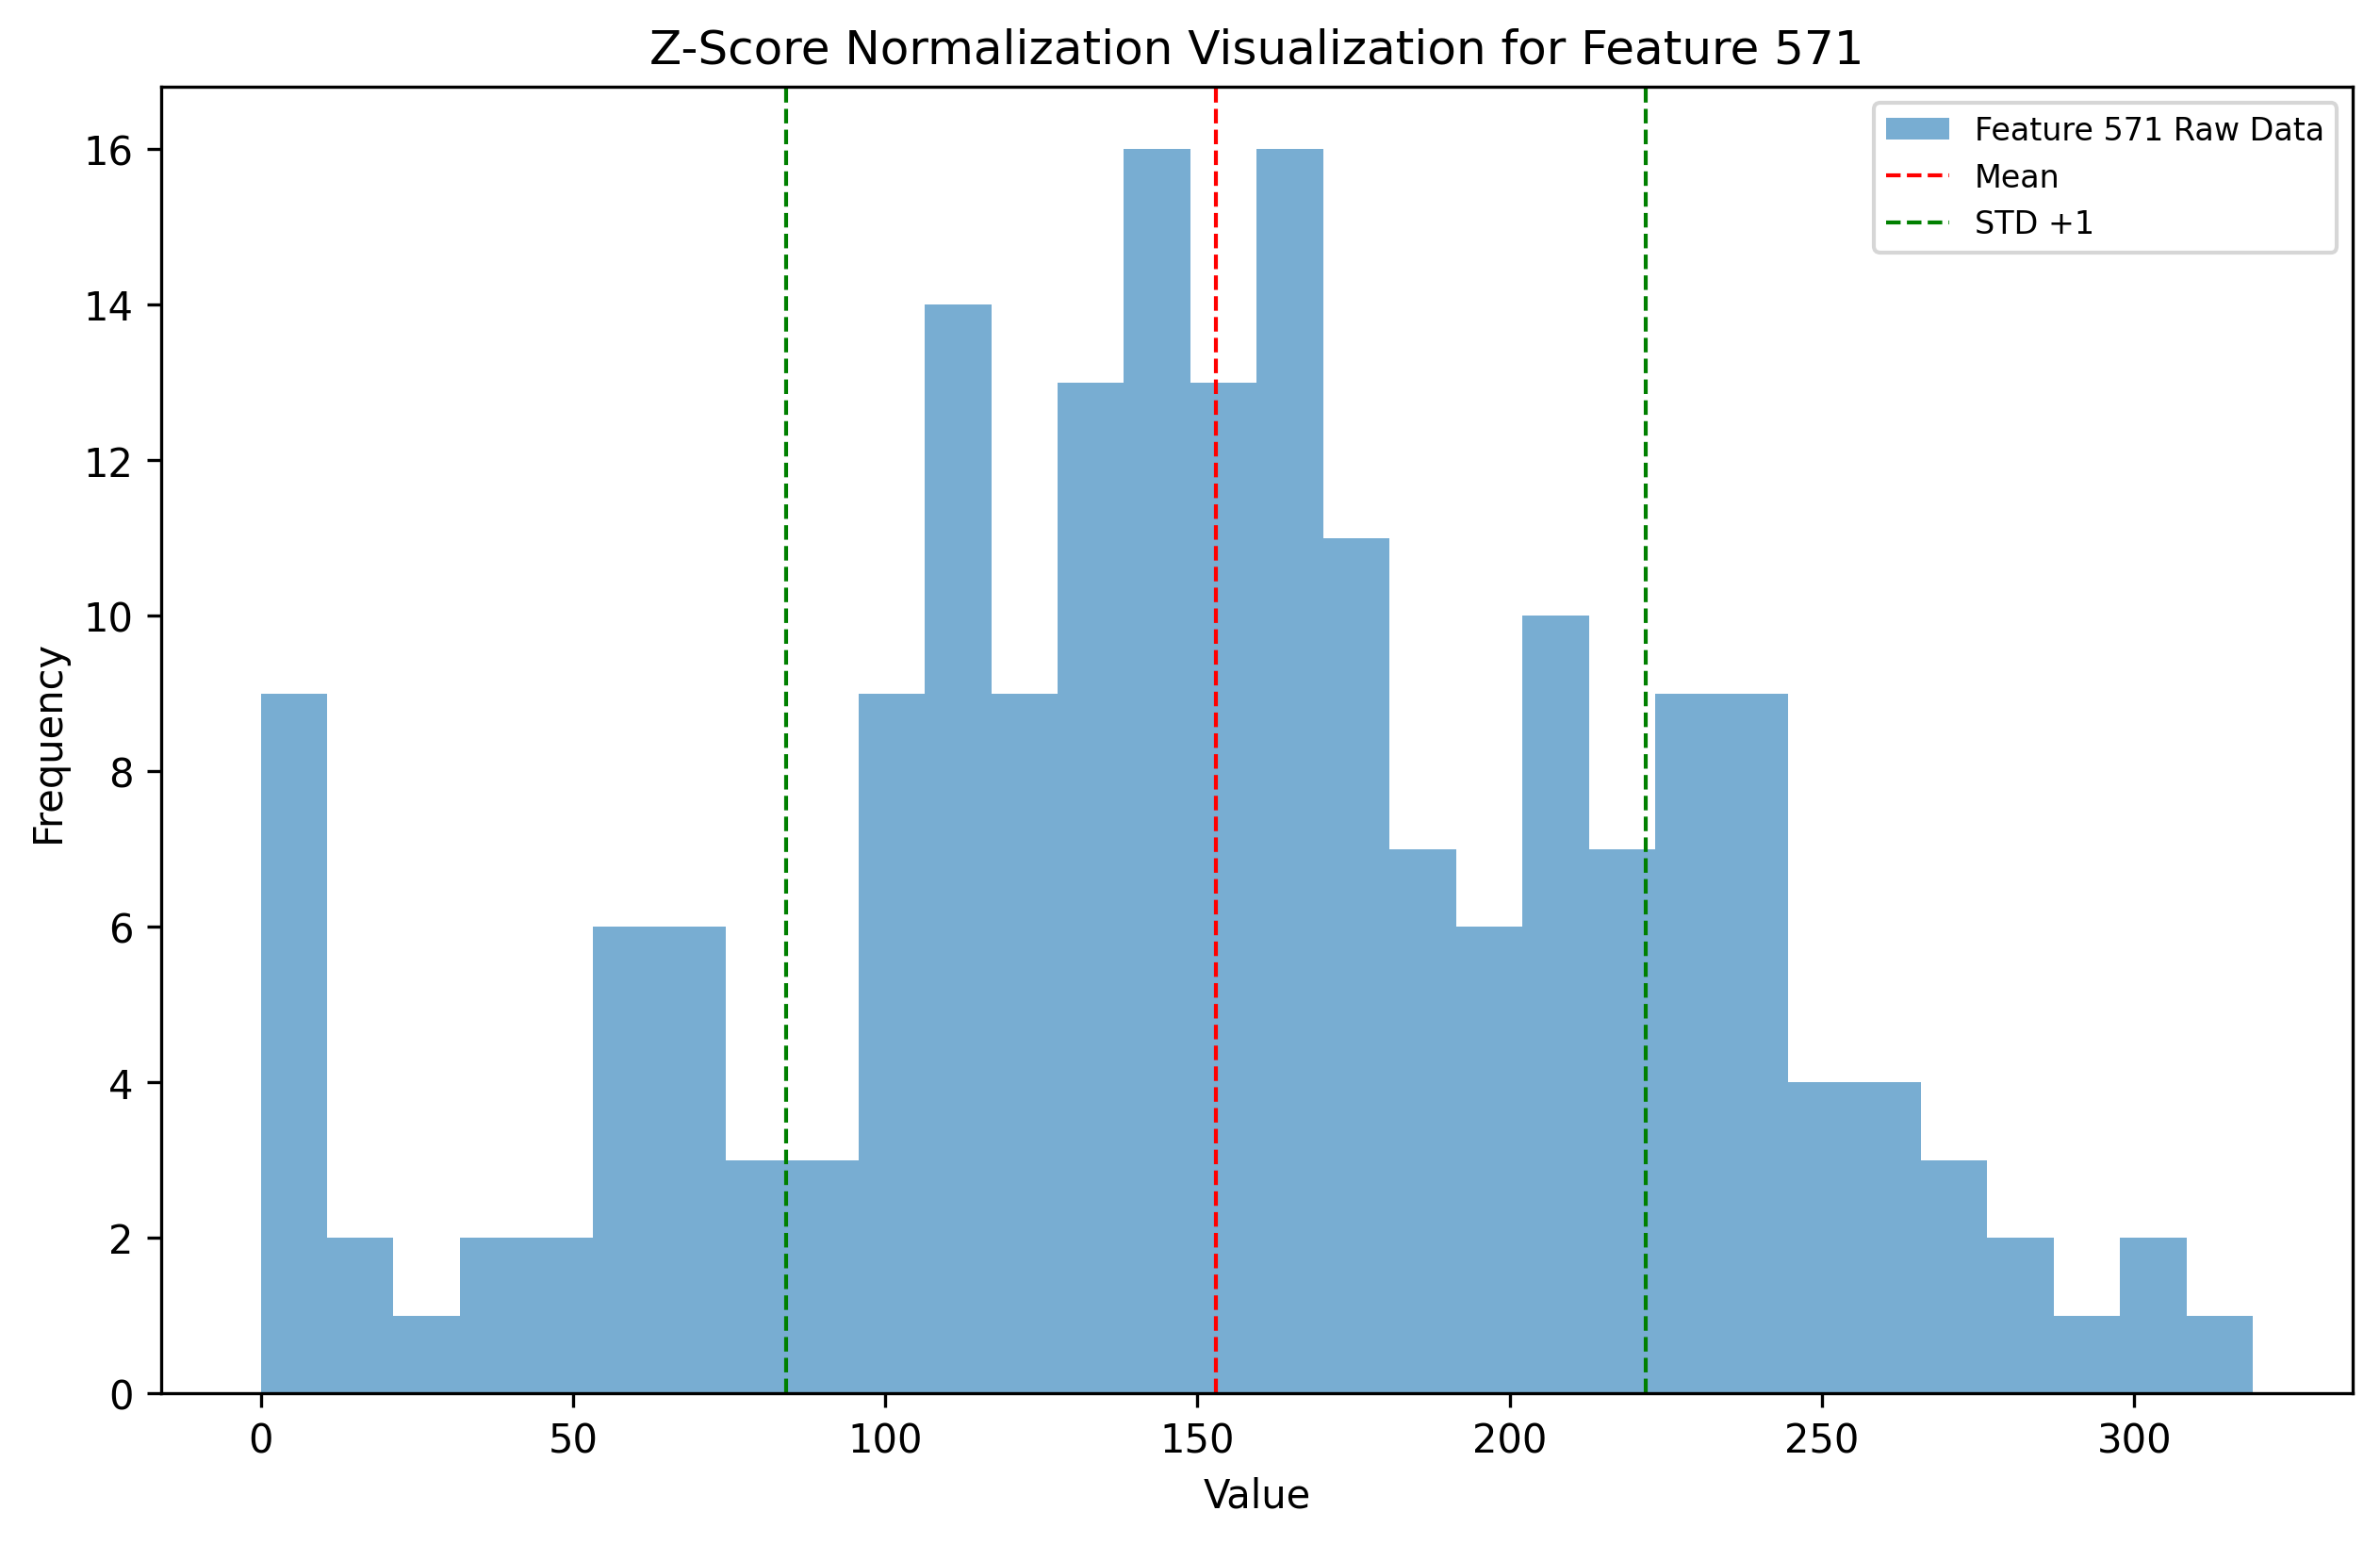 Z-Score Normalization Visualization for Feature 571
Feature 571 Raw Data
Mean
STD +1
16
14
12
10
8
6
4
2
0
Frequency
0 50 100 150 200 250 300
Value